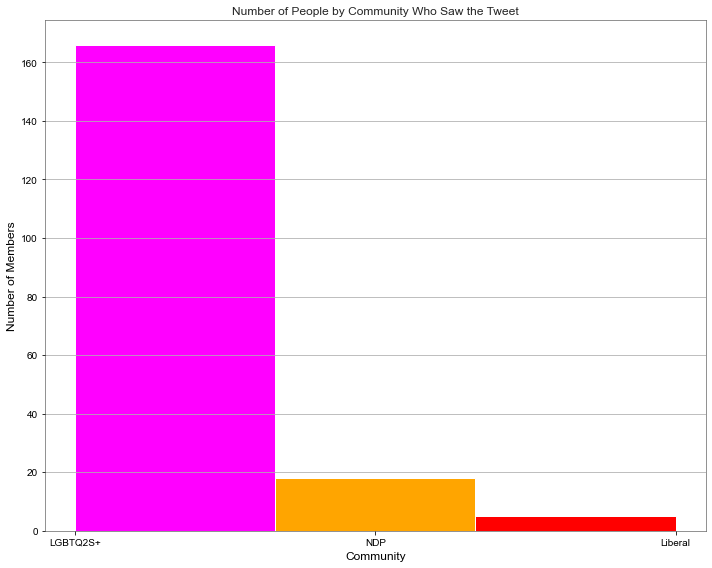 Number of People by Community Who Saw the Tweet
Number of Members
160
140
120
100
80
60
40
20
0
LGBTQ2S+ NDP Liberal
Community